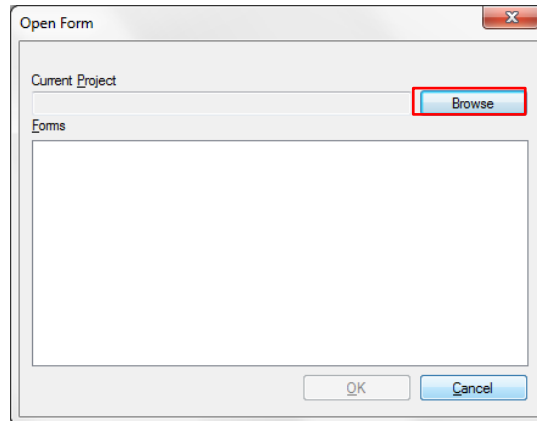 Open Form
Current Project
Browse
Forms
OK
Cancel